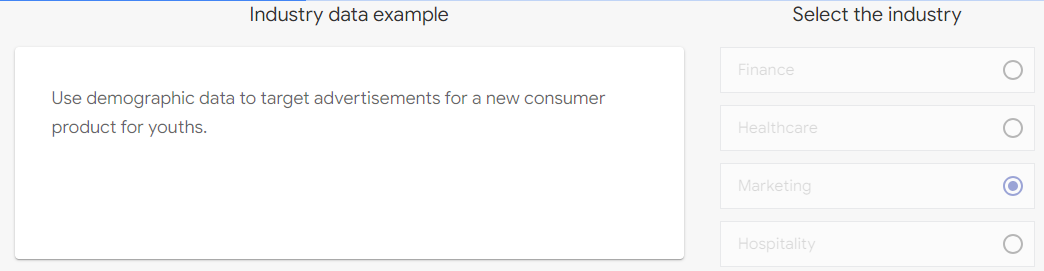 Industry data example
Select the industry
Use demographic data to target advertisements for a new consumer
product for youths.
Finance
Healthcare
Marketing
Hospitality